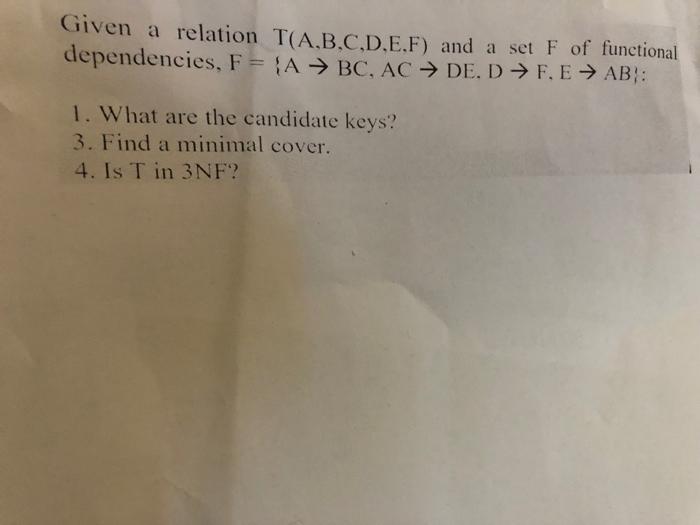 Given a relation T(A,B,C,D,E,F) and a set F of functional
dependencies, F = {A → BC, AC → DE, D → F, E → AB}:
1. What are the candidate keys?
3. Find a minimal cover.
4. Is T in 3NF?